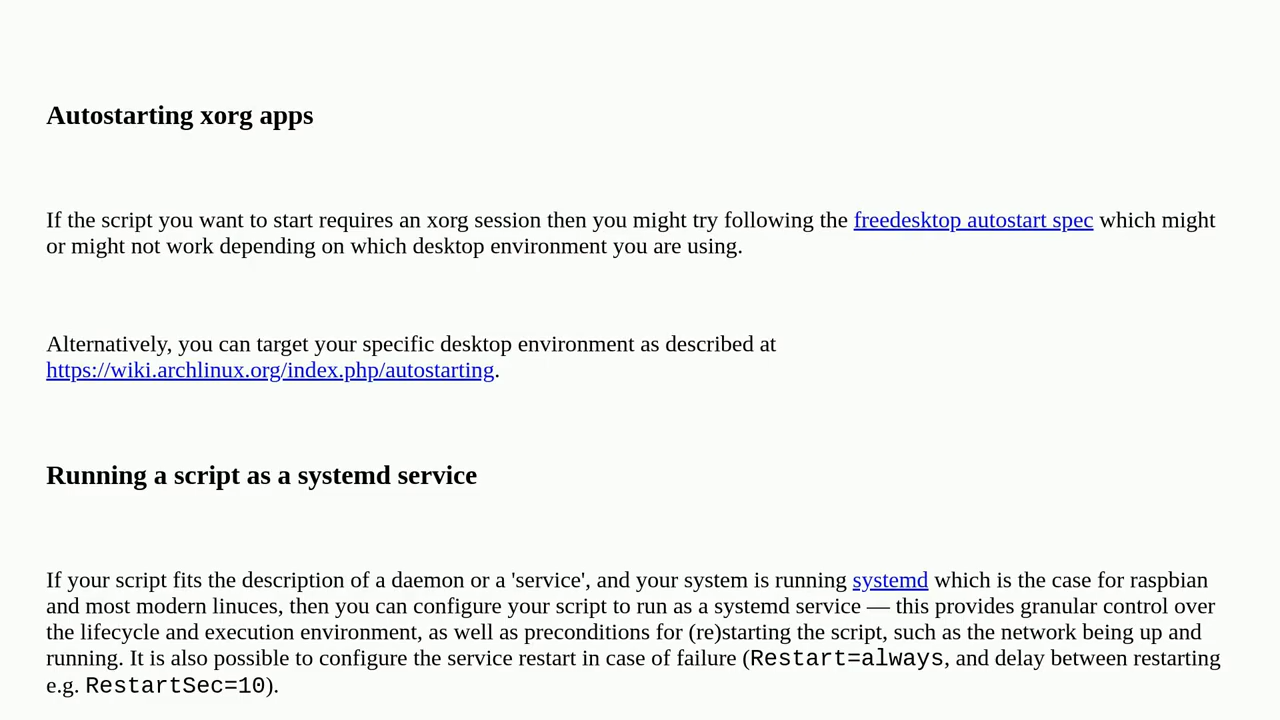 Autostarting xorg apps
If the script you want to start requires an xorg session then you might try following the freedesktop autostart spec which might
or might not work depending on which desktop environment you are using.
Alternatively, you can target your specific desktop environment as described at
https://wiki.archlinux.org/index.php/autostarting.
Running a script as a systemd service
If your script fits the description of a daemon or a 'service', and your system is running systemd which is the case for raspbian
and most modern linuces, then you can configure your script to run as a systemd service — this provides granular control over
the lifecycle and execution environment, as well as preconditions for (re)starting the script, such as the network being up and
running. It is also possible to configure the service restart in case of failure (Restart=always, and delay between restarting
e.g. RestartSec=10).